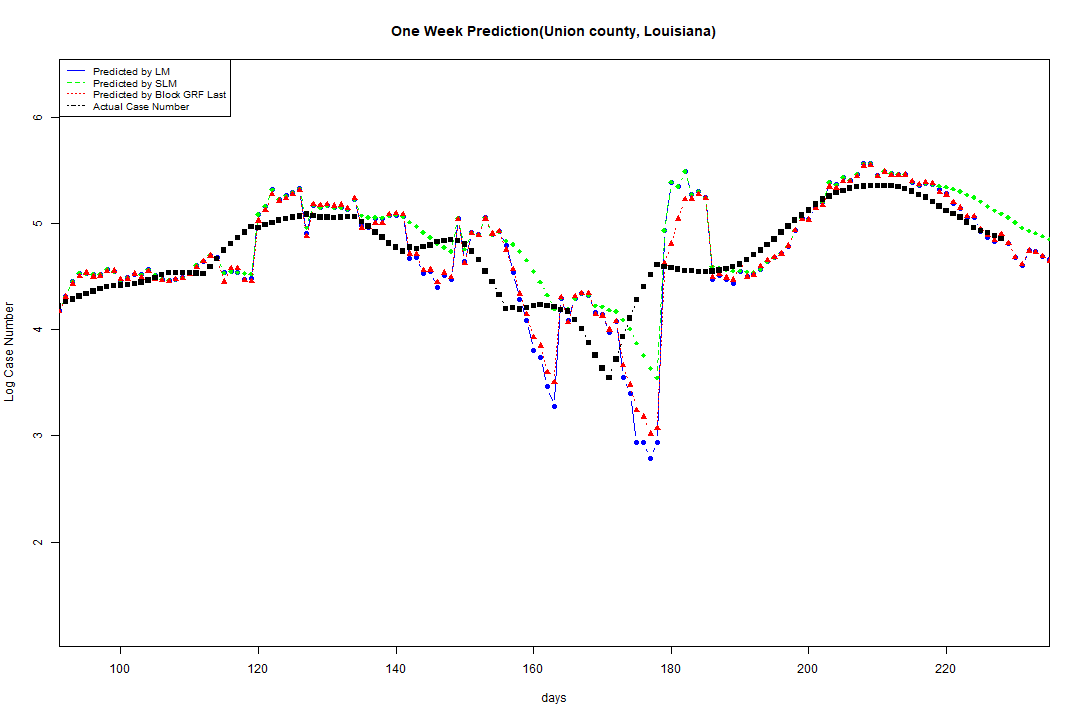 One Week Prediction(Union county, Louisiana)
Predicted by LM
Predicted by SLM
Predicted by Block GRF Last
Actual Case Number
6
5
4
3
2
Log Case Number
100 120 140 160 180 200 220
days